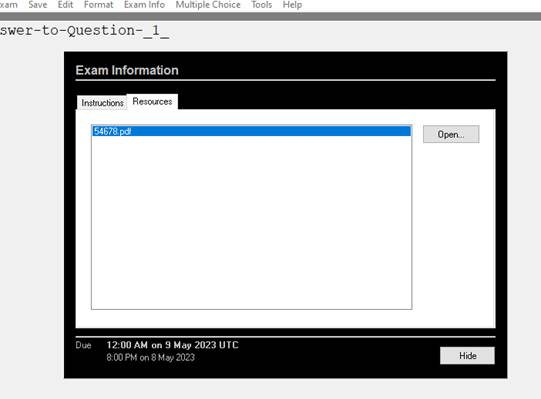 xam Save Edit Format Exam Info Multiple Choice Tools Help
swer-to-Question-_1_
Exam Information
Instructions Resources
54678.pdf Open...
Due 12:00 AM on 9 May 2023 UTC
8:00 PM on 8 May 2023
Hide